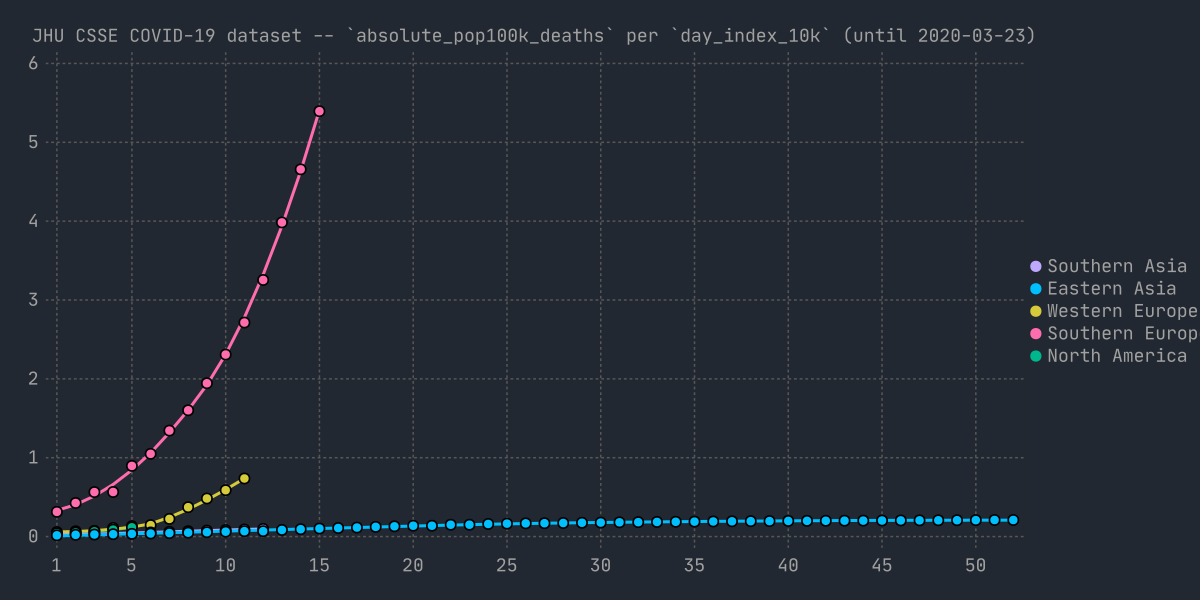 JHU CSSE COVID-19 dataset -- `absolute_pop100k_deaths` per `day_index_10k` (until 2020-03-23)
6
5
4
3
2
1
0
1 5 10 15 20 25 30 35 40 45 50
Southern Asia
Eastern Asia
Western Europe
Southern Europ
North America